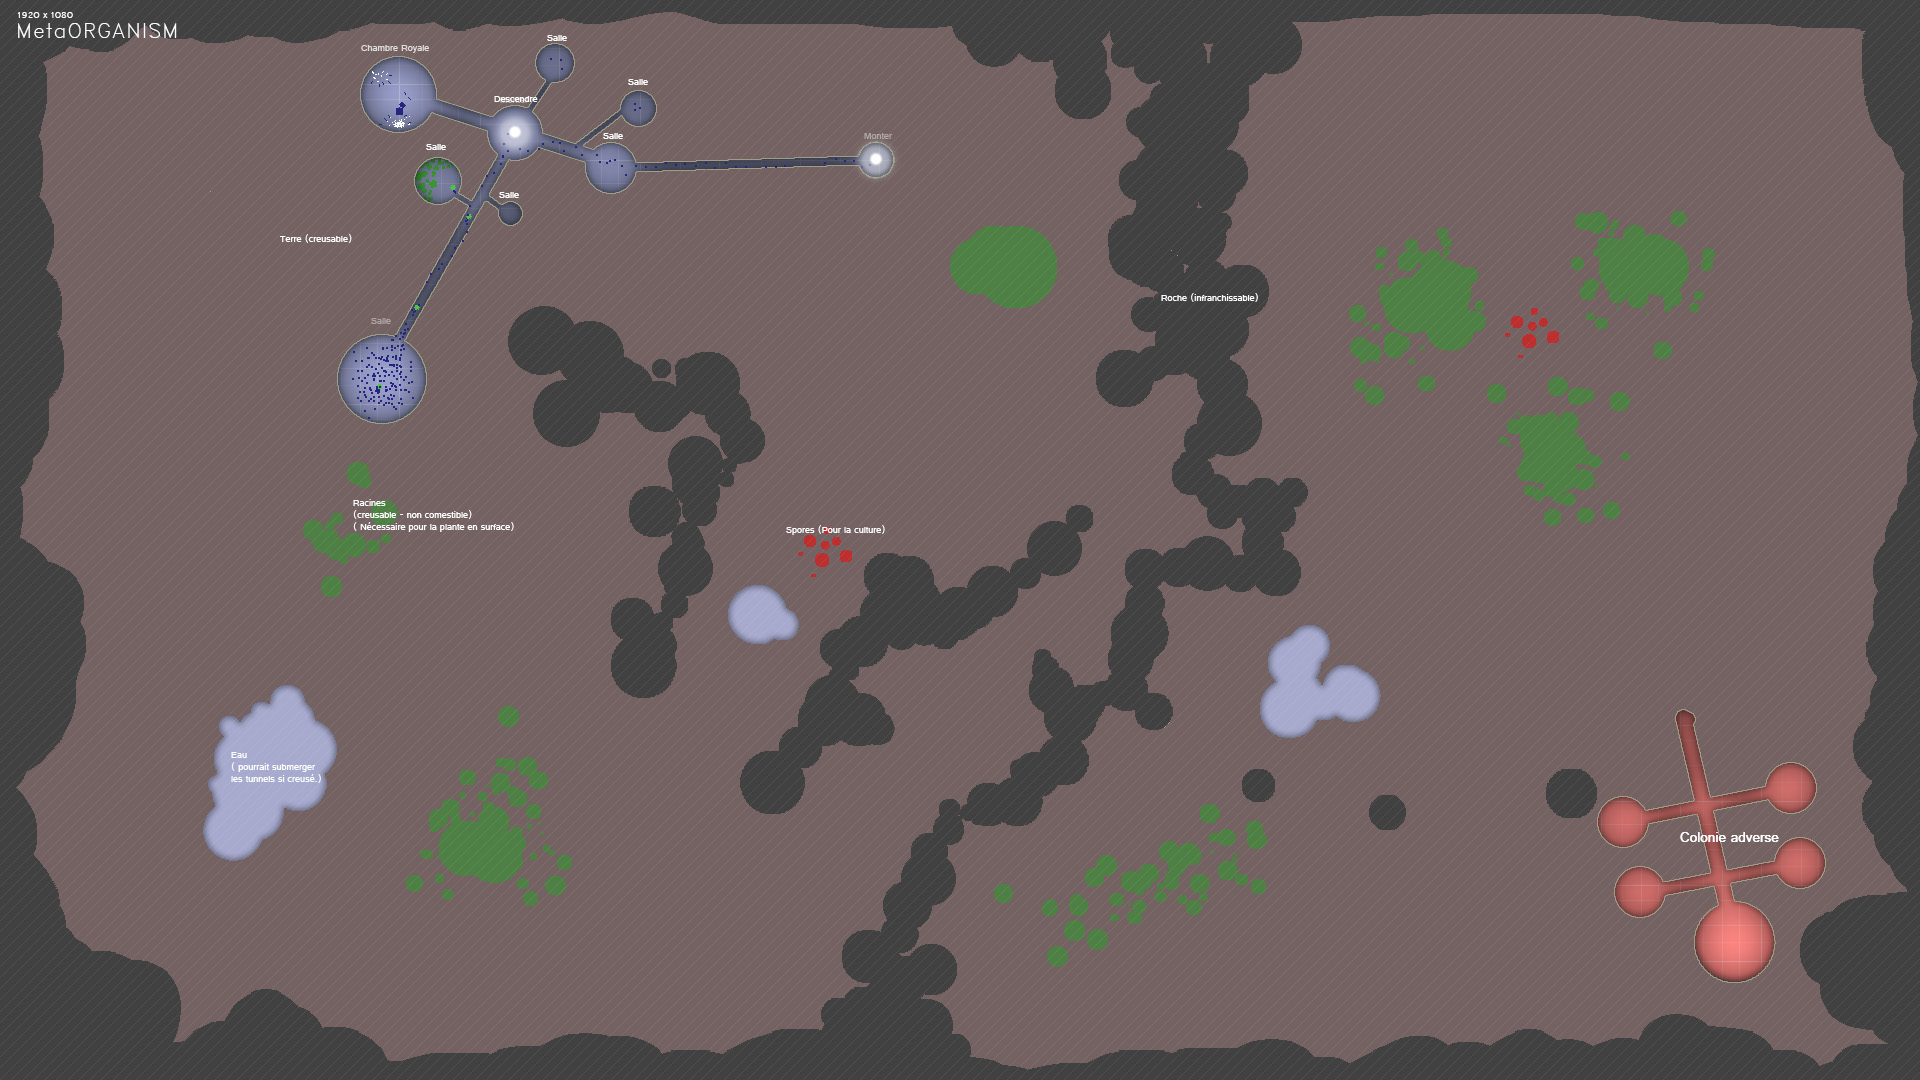 1920 x 1080
MetaORGANISM
Chambre Royale
Salle
Salle
Descendre
Salle
Monter
Salle
Salle
Terre (creusable)
Roche (infranchissable)
Salle
Racines
(creusable - non comestible)
( Nécessaire pour la plante en surface)
Spores (Pour la culture)
Eau
( pourrait submerger
les tunnels si creusé.)
Colonie adverse